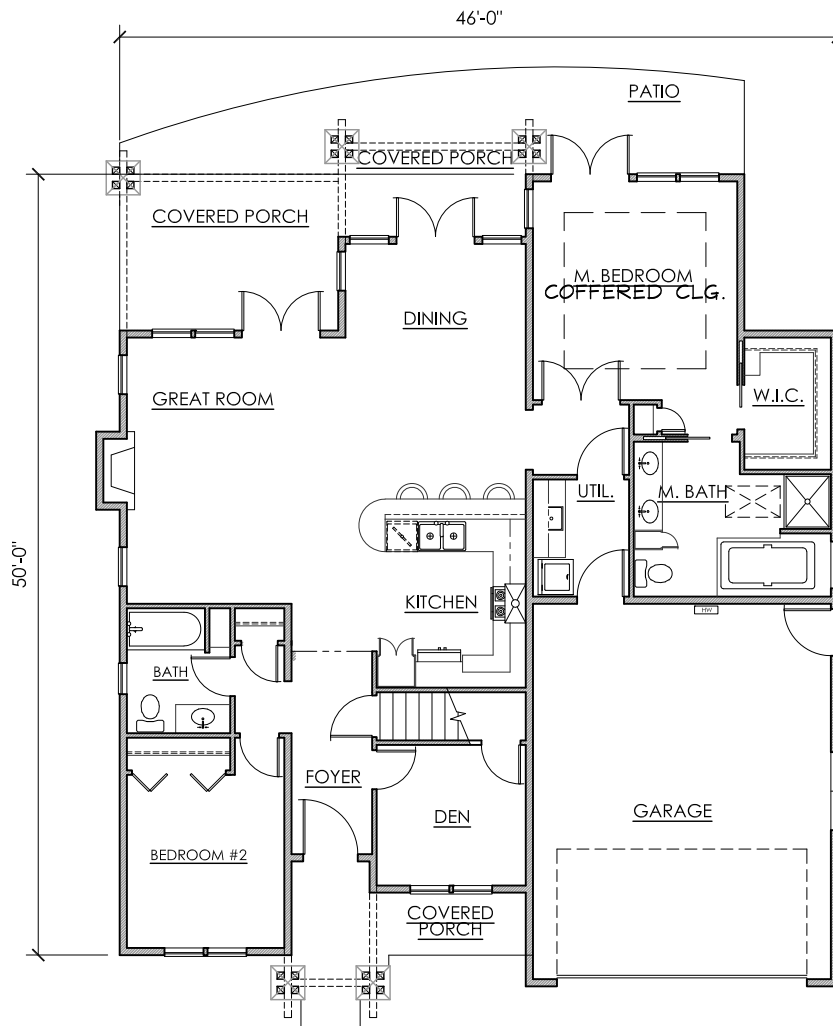 46'-0"
PATIO
COVERED PORCH
COVERED PORCH
M. BEDROOM
COFFERED CLG.
DINING
GREAT ROOM
W.I.C.
UTIL.
M. BATH
50'-0"
KITCHEN
HW
BATH
FOYER
GARAGE
DEN
BEDROOM #2
COVERED
PORCH